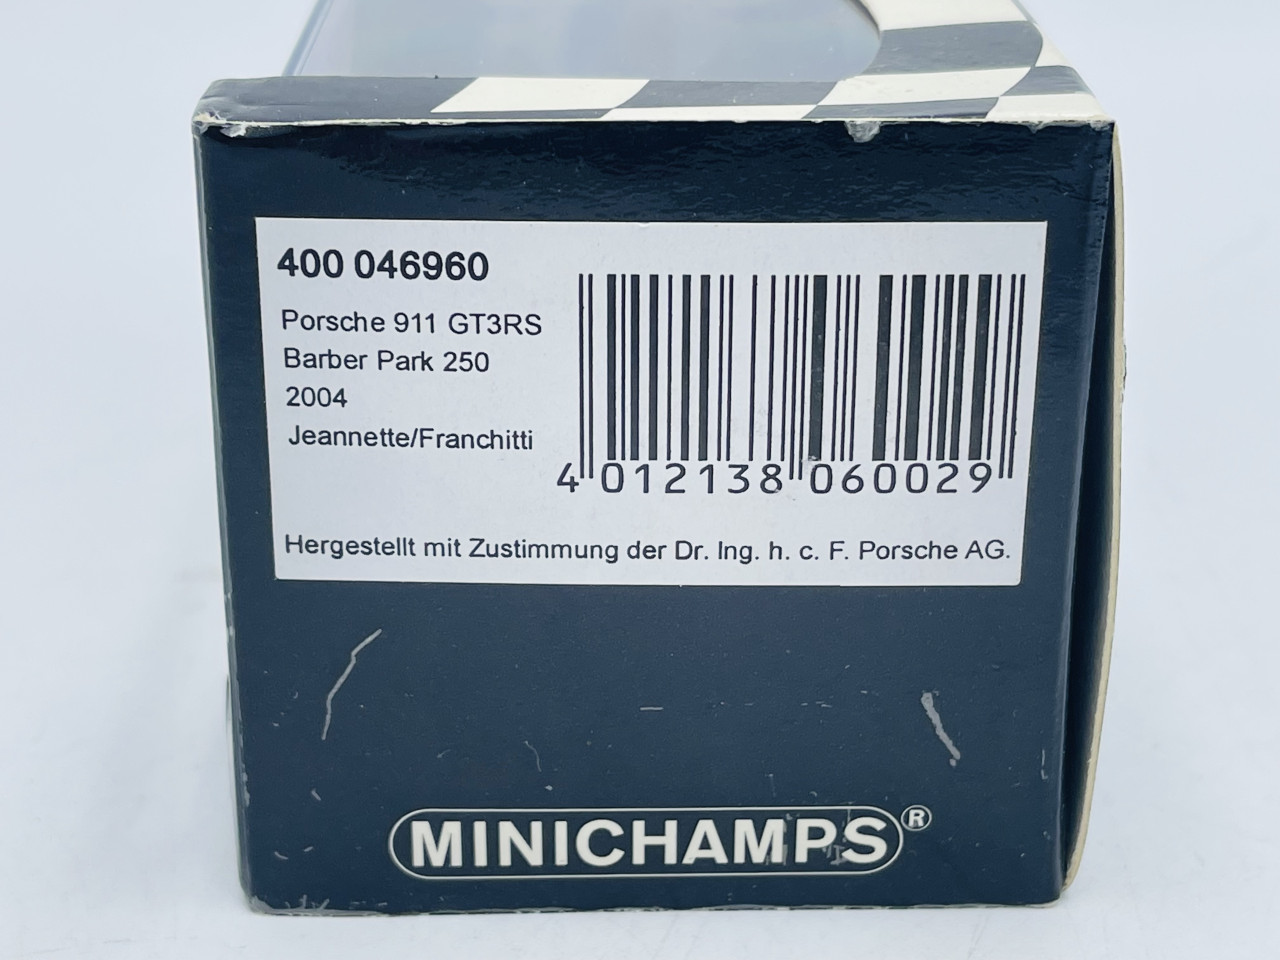 400 046960
Porsche 911 GT3RS
Barber Park 250
2004
Jeannette/Franchitti
4 012138 060029
Hergestellt mit Zustimmung der Dr. Ing. h. c. F. Porsche AG.
MINICHAMPS®